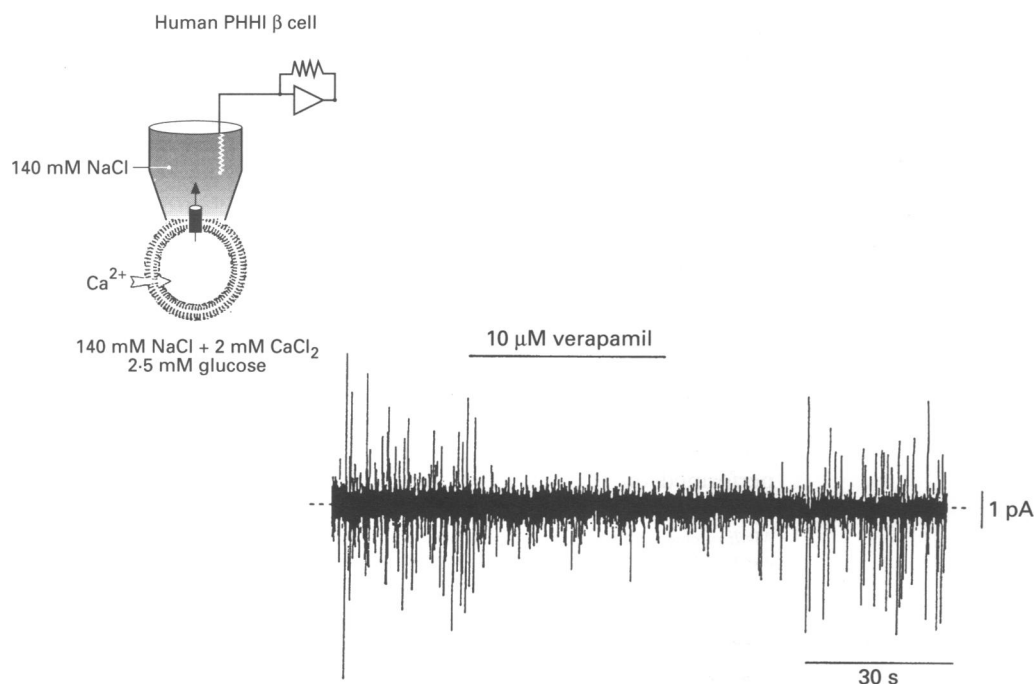 Human PHHI β cell
140 mM NaCl
Ca²⁺
140 mM NaCl + 2 mM CaCl₂
2·5 mM glucose
10 μM verapamil
1 pA
30 s